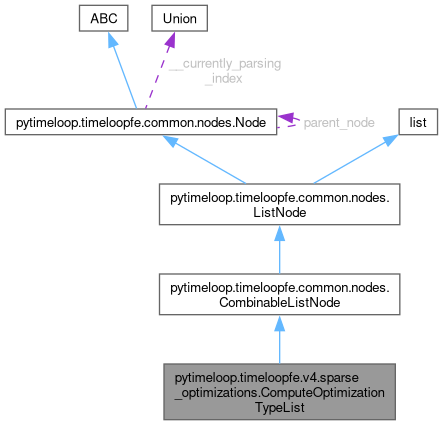 ABC
Union
__currently_parsing
_index
pytimeloop.timeloopfe.common.nodes.Node
parent_node
list
pytimeloop.timeloopfe.common.nodes.
ListNode
pytimeloop.timeloopfe.common.nodes.
CombinableListNode
pytimeloop.timeloopfe.v4.sparse
_optimizations.ComputeOptimization
TypeList